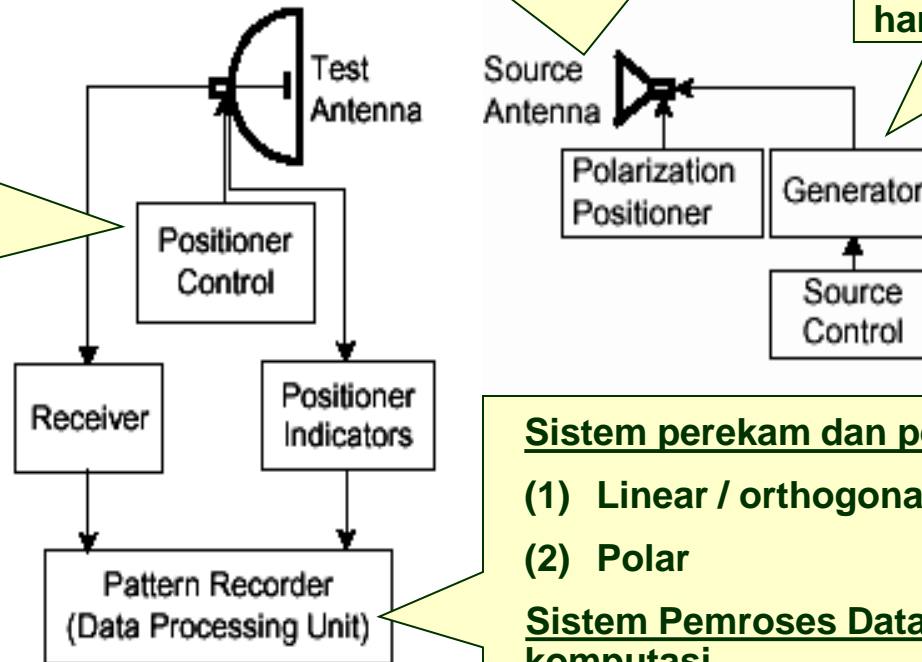 Test
Antenna
Source
Antenna
Polarization
Positioner
Generator
Positioner
Control
Source
Control
Receiver
Positioner
Indicators
Pattern Recorder
(Data Processing Unit)
Sistem perekam dan
(1) Linear / orthogona
(2) Polar
Sistem Pemroses Data
komputasi